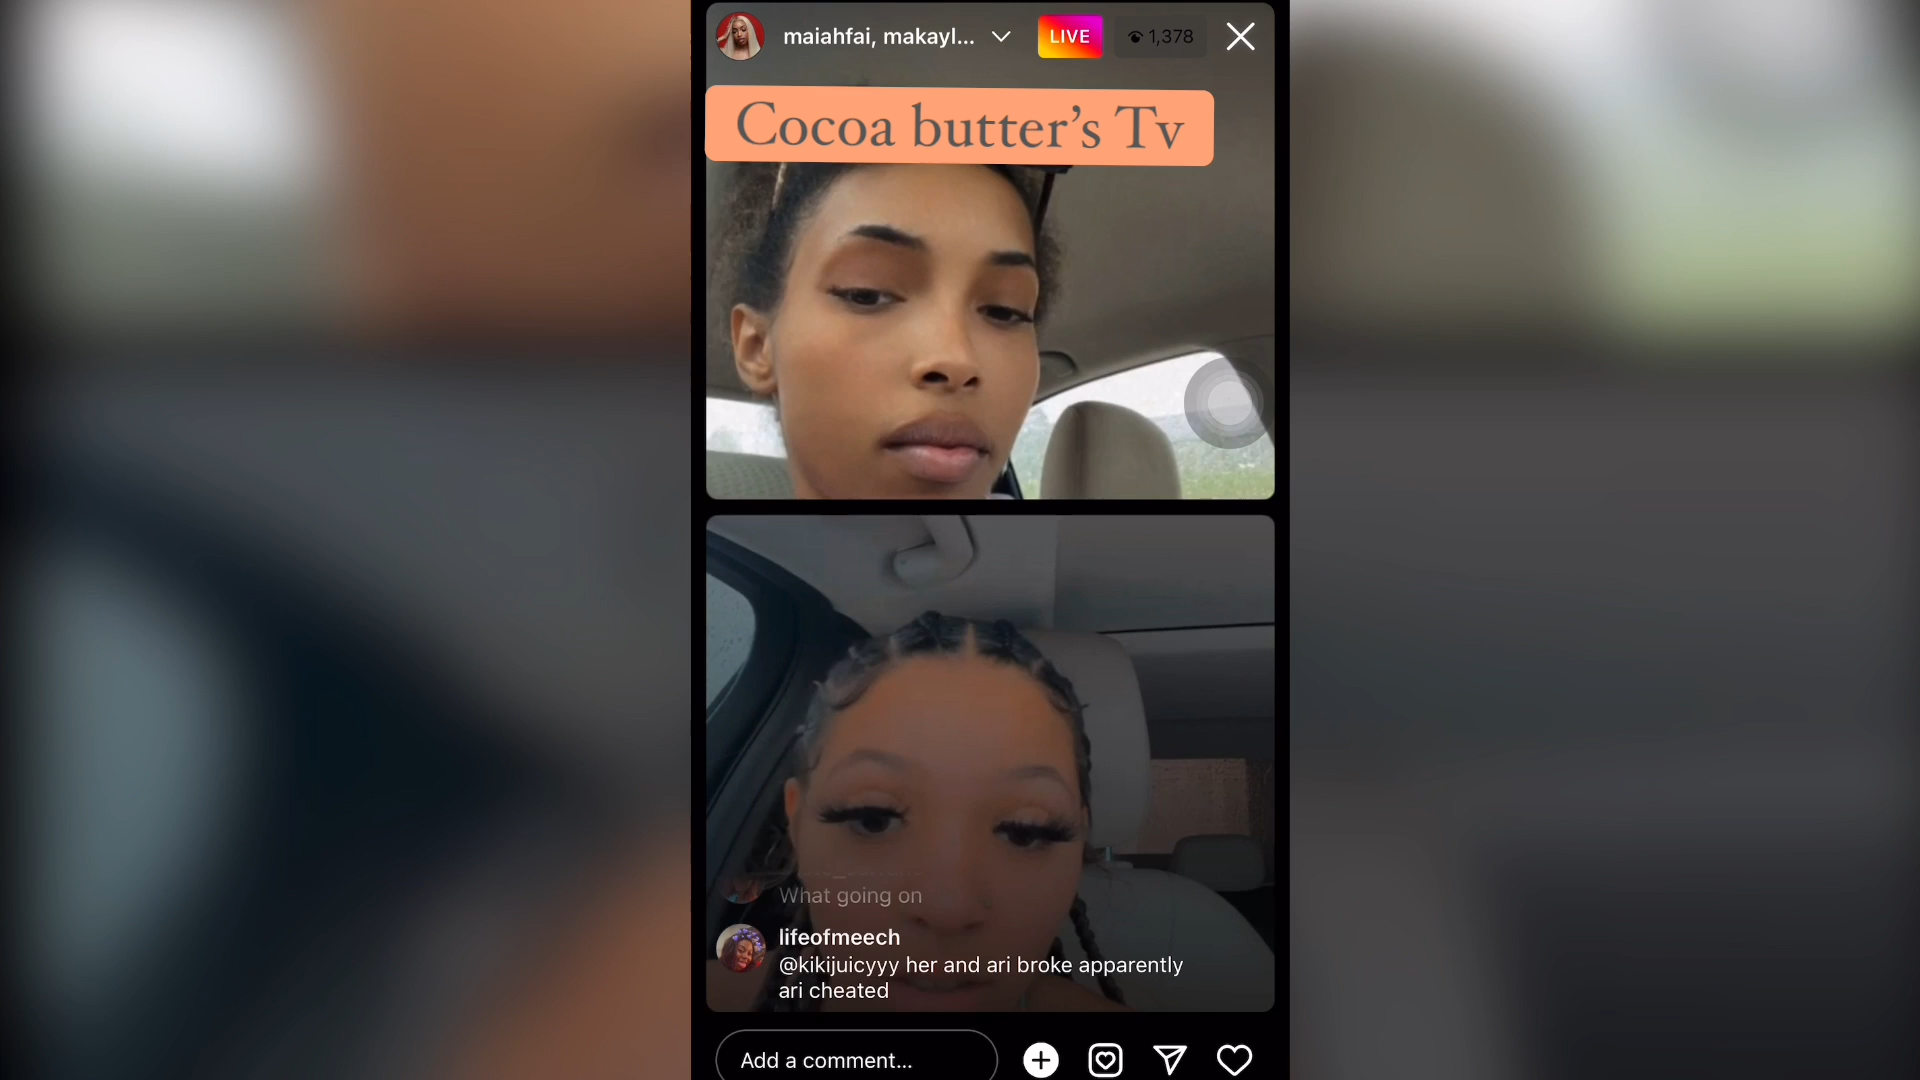 maiahfai, makayl...
LIVE
1,378
Cocoa butter’s Tv
What going on
lifeofmeech
@kikijuicyyy her and ari broke apparently
ari cheated
Add a comment...